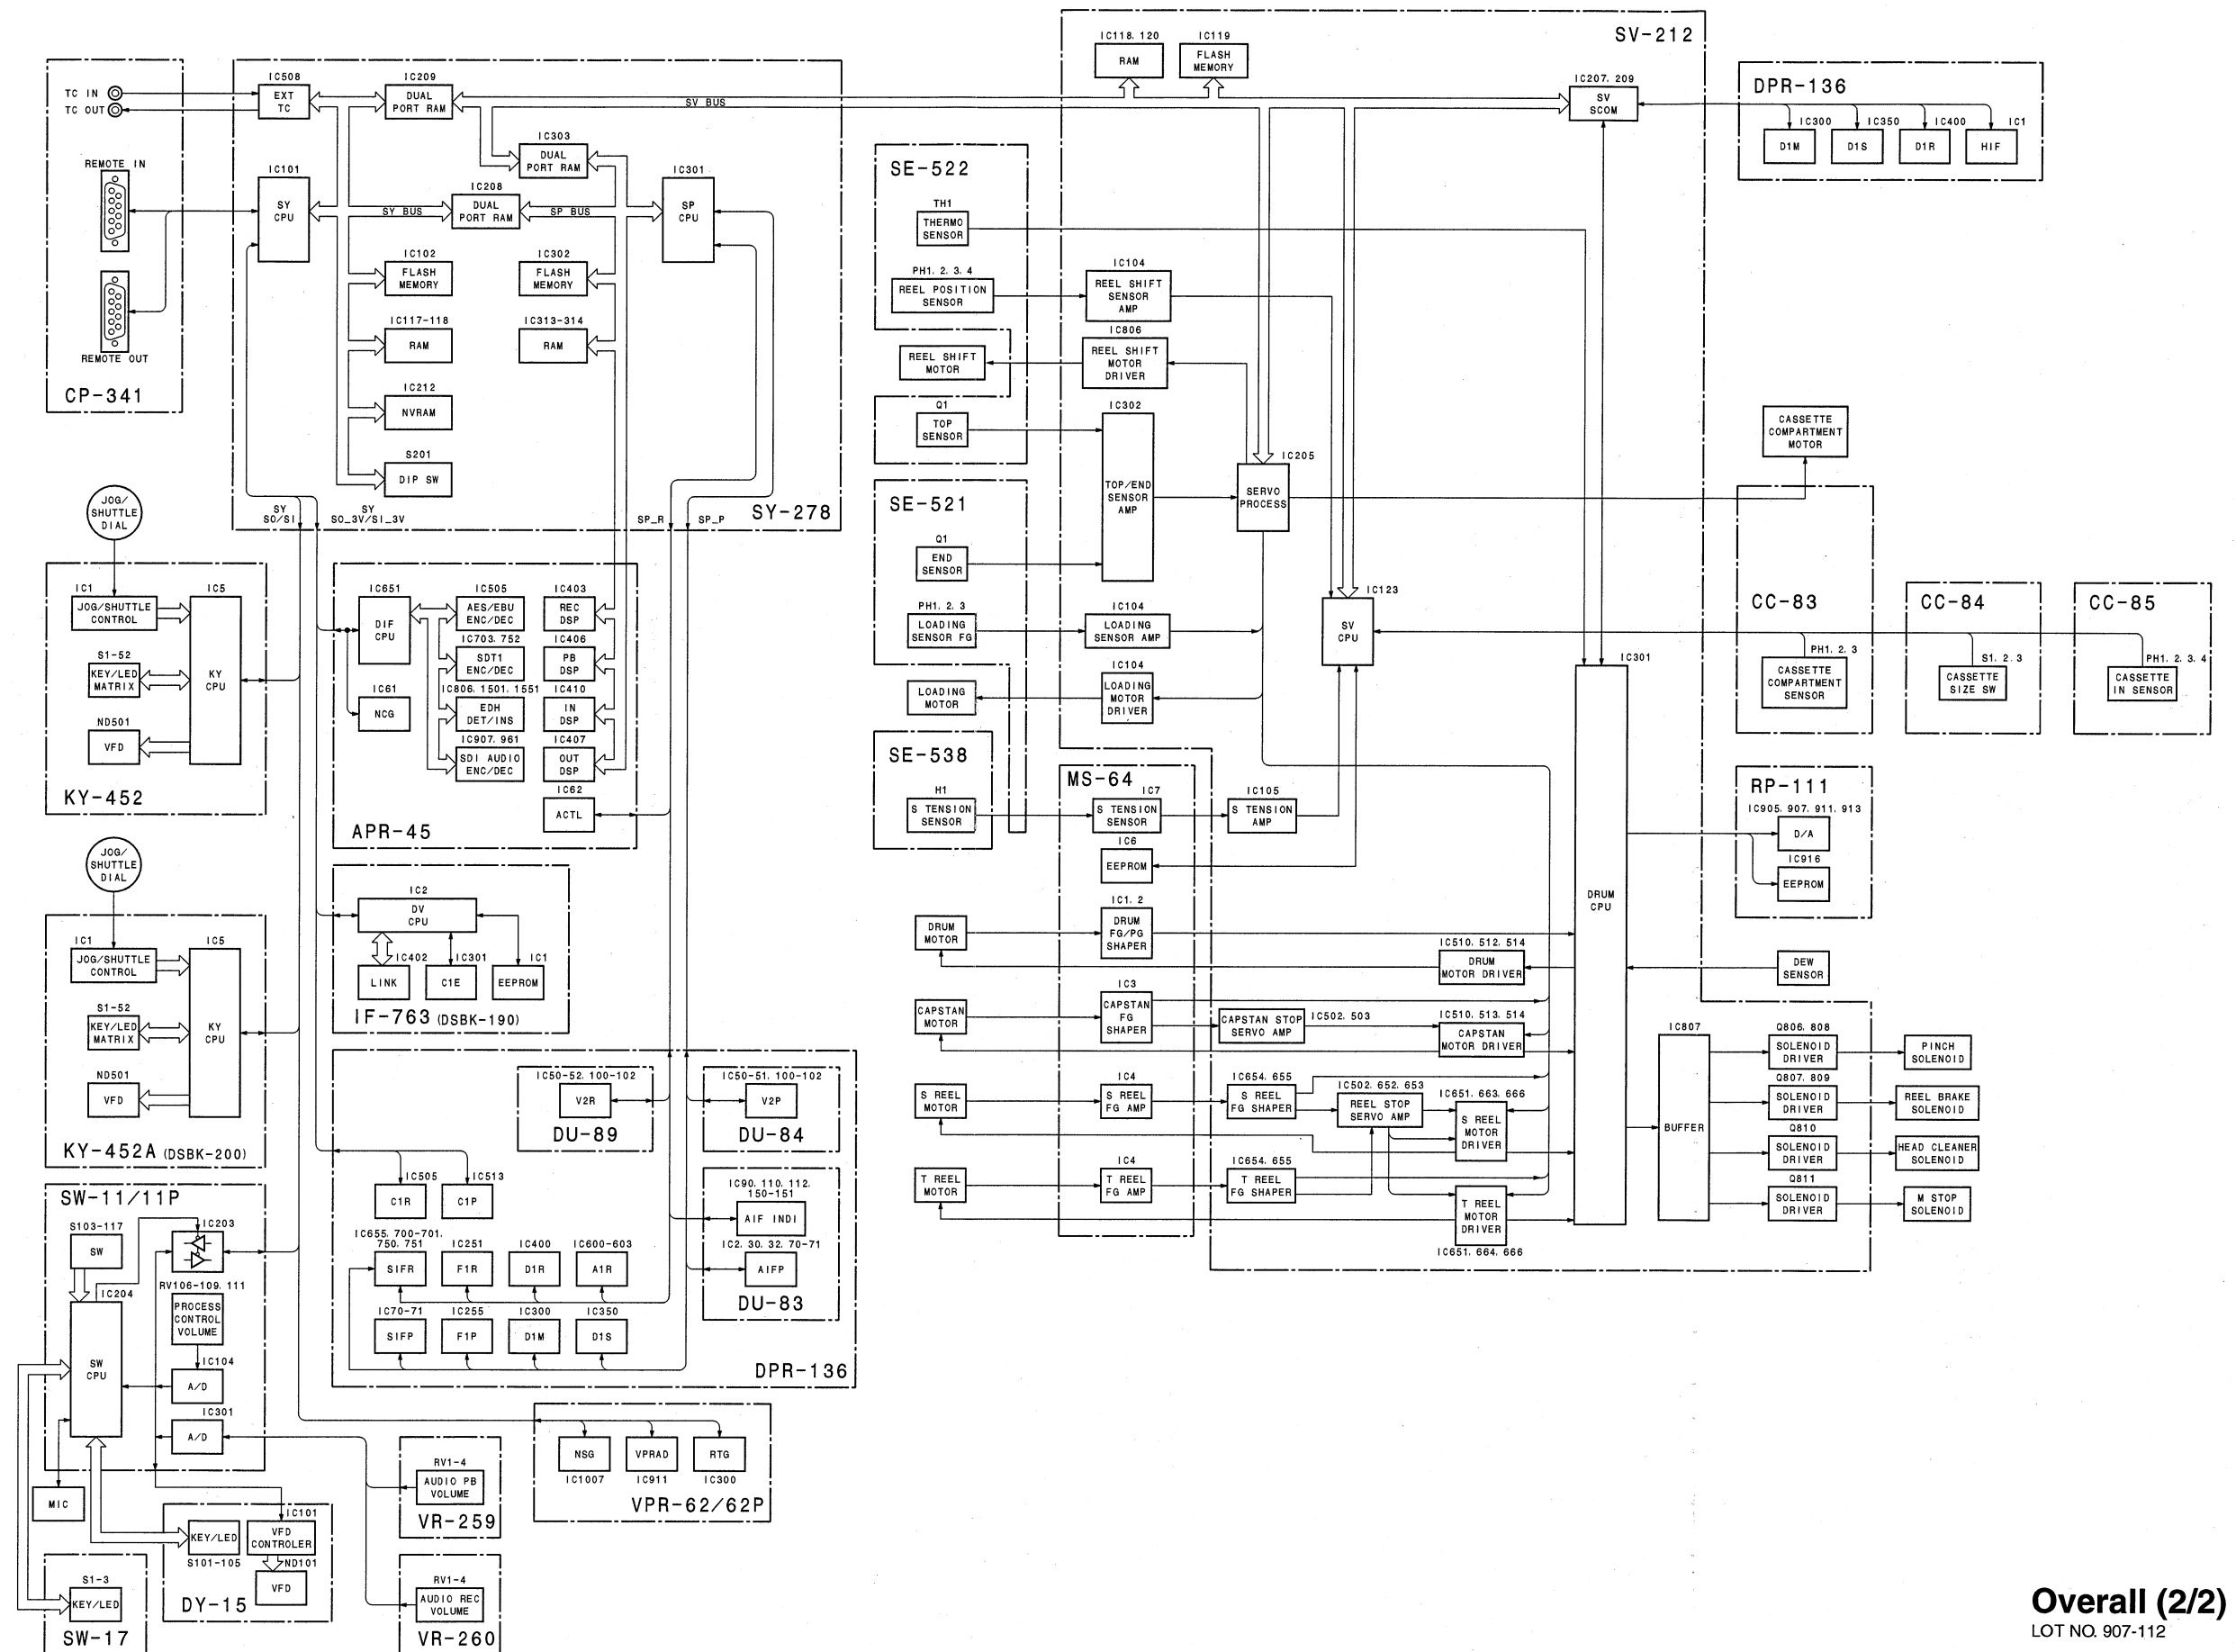 TC IN
TC OUT
REMOTE IN
REMOTE OUT
CP-341
IC508
EXT
TC
IC209
DUAL
PORT RAM
SV BUS
IC303
DUAL
PORT RAM
IC101
SY
CPU
IC208
DUAL
PORT RAM
SY BUS
SP BUS
IC301
SP
CPU
IC102
FLASH
MEMORY
IC302
FLASH
MEMORY
IC117-118
RAM
IC313-314
RAM
IC212
NVRAM
S201
DIP SW
SY
SO/SI
SY
SO_3V/SI_3V
SP_R
SP_P
SY-278
JOG/
SHUTTLE
DIAL
IC1
JOG/SHUTTLE
CONTROL
IC5
KY
CPU
S1-52
KEY/LED
MATRIX
ND501
VFD
KY-452
IC651
DIF
CPU
IC505
AES/EBU
ENC/DEC
IC403
REC
DSP
IC703. 752
SDTI
ENC/DEC
IC406
PB
DSP
IC61
NCG
IC806. 1501. 1551
EDH
DET/INS
IC410
IN
DSP
IC907. 961
SDI AUDIO
ENC/DEC
IC407
OUT
DSP
IC62
ACTL
APR-45
JOG/
SHUTTLE
DIAL
IC1
JOG/SHUTTLE
CONTROL
IC5
KY
CPU
S1-52
KEY/LED
MATRIX
ND501
VFD
KY-452A (DSBK-200)
IC2
DV
CPU
IC402
LINK
IC301
C1E
IC1
EEPROM
IF-763 (DSBK-190)
IC50-52. 100-102
V2R
DU-89
IC50-51. 100-102
V2P
DU-84
IC505
C1R
IC513
C1P
IC90. 110. 112.
150-151
AIF INDI
IC2. 30. 32. 70-71
AIFP
DU-83
IC655. 700-701.
750. 751
SIFR
IC251
F1R
IC400
D1R
IC600-603
A1R
IC70-71
SIFP
IC255
F1P
IC300
D1M
IC350
D1S
DPR-136
SW-11/11P
S103-117
SW
IC203
IC204
SW
CPU
RV106-109. 111
PROCESS
CONTROL
VOLUME
IC104
A/D
IC301
A/D
MIC
IC101
VFD
CONTROLER
KEY/LED
S101-105
ND101
VFD
DY-15
S1-3
KEY/LED
SW-17
RV1-4
AUDIO PB
VOLUME
VR-259
RV1-4
AUDIO REC
VOLUME
VR-260
NSG
IC1007
VPRAD
IC911
RTG
IC300
VPR-62/62P
SV-212
IC118. 120
RAM
IC119
FLASH
MEMORY
IC207. 209
SV
SCOM
DPR-136
IC300
D1M
IC350
D1S
IC400
D1R
IC1
HIF
SE-522
TH1
THERMO
SENSOR
PH1. 2. 3. 4
REEL POSITION
SENSOR
IC104
REEL SHIFT
SENSOR
AMP
REEL SHIFT
MOTOR
IC806
REEL SHIFT
MOTOR
DRIVER
Q1
TOP
SENSOR
IC302
TOP/END
SENSOR
AMP
IC205
SERVO
PROCESS
CASSETTE
COMPARTMENT
MOTOR
SE-521
Q1
END
SENSOR
PH1. 2. 3
LOADING
SENSOR FG
IC104
LOADING
SENSOR AMP
IC123
SV
CPU
LOADING
MOTOR
IC104
LOADING
MOTOR
DRIVER
CC-83
PH1. 2. 3
CASSETTE
COMPARTMENT
SENSOR
CC-84
S1. 2. 3
CASSETTE
SIZE SW
CC-85
PH1. 2. 3. 4
CASSETTE
IN SENSOR
SE-538
H1
S TENSION
SENSOR
MS-64
IC7
S TENSION
SENSOR
IC105
S TENSION
AMP
IC6
EEPROM
IC301
DRUM
CPU
RP-111
IC905. 907. 911. 913
D/A
IC916
EEPROM
DRUM
MOTOR
IC1. 2
DRUM
FG/PG
SHAPER
IC510. 512. 514
DRUM
MOTOR DRIVER
DEW
SENSOR
CAPSTAN
MOTOR
IC3
CAPSTAN
FG
SHAPER
CAPSTAN STOP
SERVO AMP
IC502. 503
IC510. 513. 514
CAPSTAN
MOTOR DRIVER
S REEL
MOTOR
IC4
S REEL
FG AMP
IC654. 655
S REEL
FG SHAPER
IC502. 652. 653
REEL STOP
SERVO AMP
IC651. 663. 666
S REEL
MOTOR
DRIVER
T REEL
MOTOR
IC4
T REEL
FG AMP
IC654. 655
T REEL
FG SHAPER
T REEL
MOTOR
DRIVER
IC651. 664. 666
IC807
BUFFER
Q806. 808
SOLENOID
DRIVER
PINCH
SOLENOID
Q807. 809
SOLENOID
DRIVER
REEL BRAKE
SOLENOID
Q810
SOLENOID
DRIVER
HEAD CLEANER
SOLENOID
Q811
SOLENOID
DRIVER
M STOP
SOLENOID
Overall (2/2)
LOT NO. 907-112